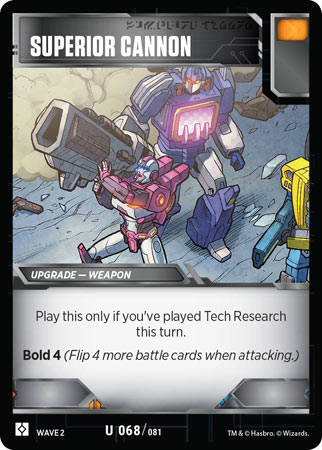 SUPERIOR CANNON
UPGRADE — WEAPON
Play this only if you've played Tech Research
this turn.
Bold 4 (Flip 4 more battle cards when attacking.)
WAVE 2 U 068/081 TM & © Hasbro. © Wizards.